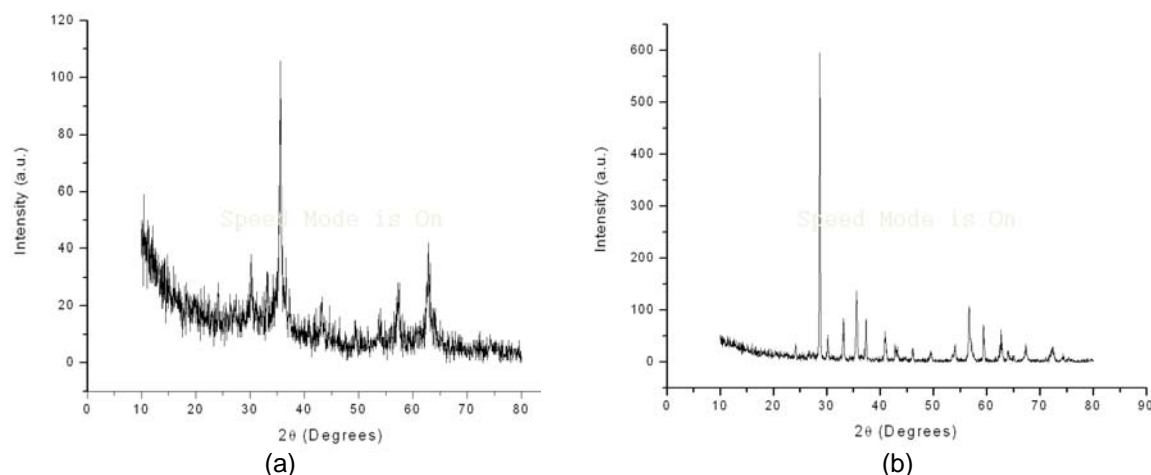 120
100
80
60
40
20
0
Intensity (a.u.)
Speed Mode is On
0 10 20 30 40 50 60 70 80
2θ (Degrees)
(a)
600
500
400
300
200
100
0
Intensity (a.u.)
Speed Mode is On
0 10 20 30 40 50 60 70 80 90
2θ (Degrees)
(b)